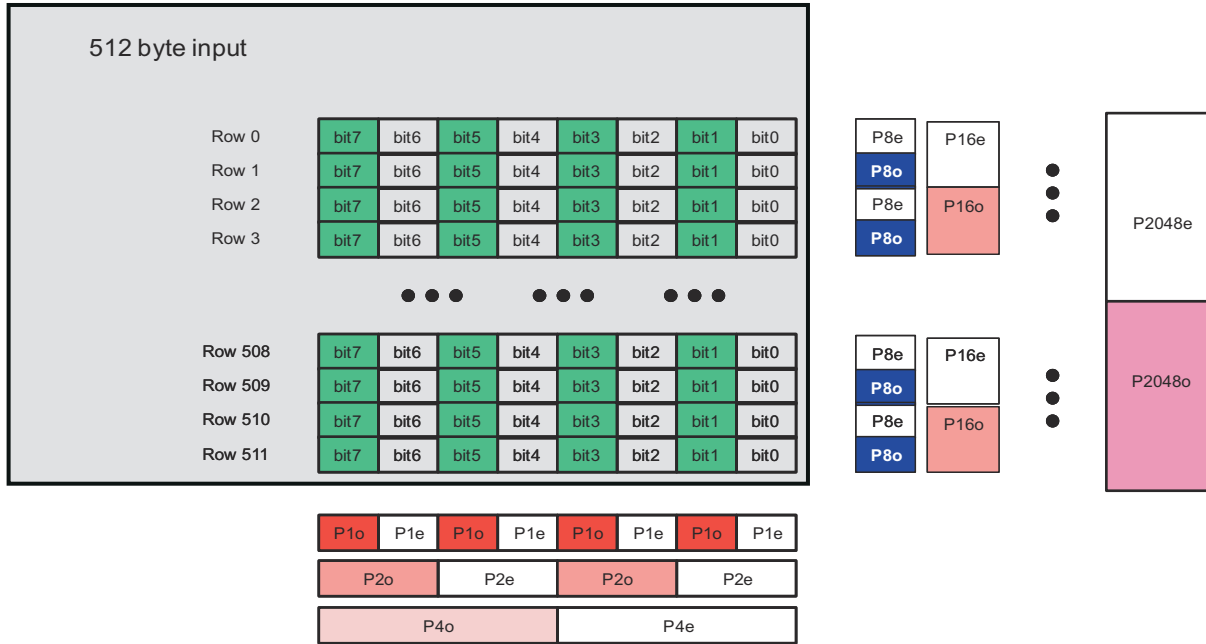 512 byte input
Row 0 bit7 bit6 bit5 bit4 bit3 bit2 bit1 bit0 P8e P16e
Row 1 bit7 bit6 bit5 bit4 bit3 bit2 bit1 bit0 P8o
Row 2 bit7 bit6 bit5 bit4 bit3 bit2 bit1 bit0 P8e P16o
P2048e
Row 3 bit7 bit6 bit5 bit4 bit3 bit2 bit1 bit0 P8o
Row 508 bit7 bit6 bit5 bit4 bit3 bit2 bit1 bit0 P8e P16e
Row 509 bit7 bit6 bit5 bit4 bit3 bit2 bit1 bit0 P8o P2048o
Row 510 bit7 bit6 bit5 bit4 bit3 bit2 bit1 bit0 P8e P16o
Row 511 bit7 bit6 bit5 bit4 bit3 bit2 bit1 bit0 P8o
P1o P1e P1o P1e P1o P1e P1o P1e
P2o P2e P2o P2e
P4o P4e